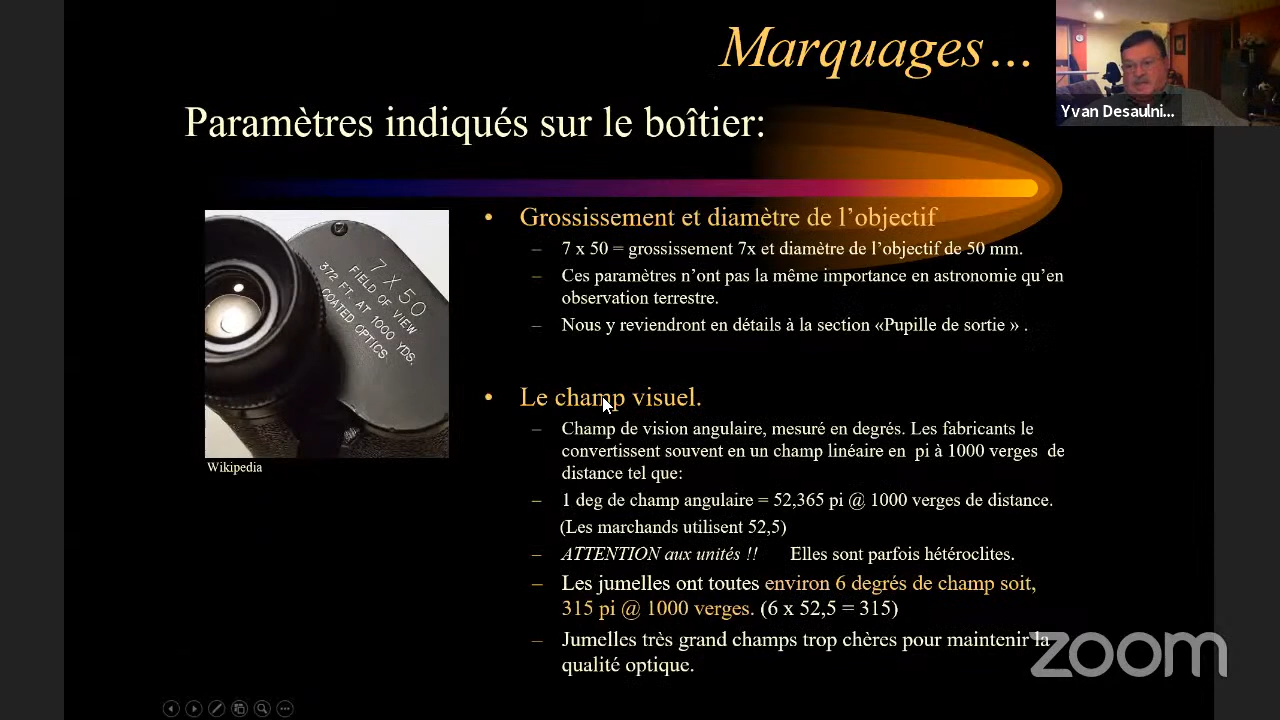 Marquages…
Yvan Desaulni...
Paramètres indiqués sur le boîtier:
7 X 50
FIELD OF VIEW
372 FT. AT 1000 YDS.
COATED OPTICS
Wikipedia
• Grossissement et diamètre de l’objectif
– 7 x 50 = grossissement 7x et diamètre de l’objectif de 50 mm.
– Ces paramètres n’ont pas la même importance en astronomie qu’en
observation terrestre.
– Nous y reviendront en détails à la section «Pupille de sortie » .
• Le champ visuel.
– Champ de vision angulaire, mesuré en degrés. Les fabricants le
convertissent souvent en un champ linéaire en pi à 1000 verges de
distance tel que:
– 1 deg de champ angulaire = 52,365 pi @ 1000 verges de distance.
(Les marchands utilisent 52,5)
– ATTENTION aux unités !! Elles sont parfois hétéroclites.
– Les jumelles ont toutes environ 6 degrés de champ soit,
315 pi @ 1000 verges. (6 x 52,5 = 315)
– Jumelles très grand champs trop chères pour maintenir la
qualité optique.
zoom